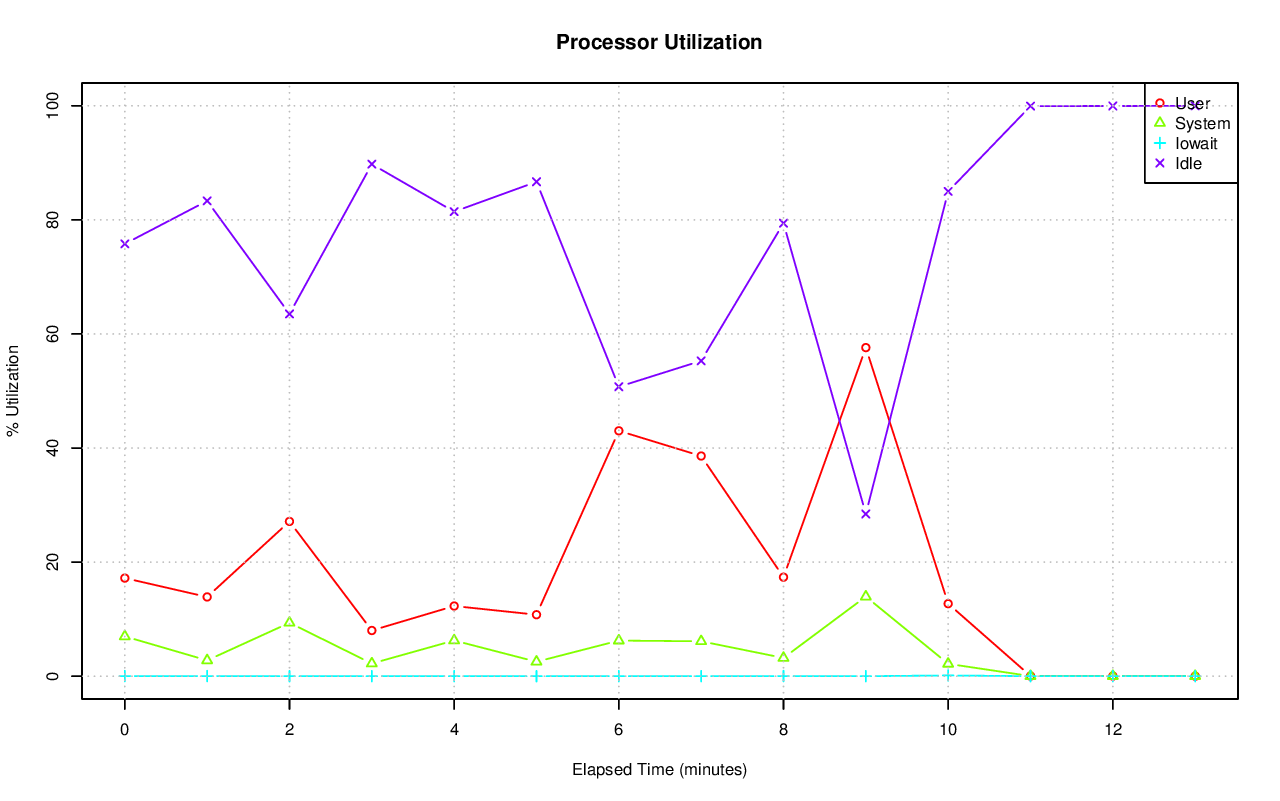 Processor Utilization
% Utilization
100
80
60
40
20
0
User
System
Iowait
Idle
0 2 4 6 8 10 12
Elapsed Time (minutes)